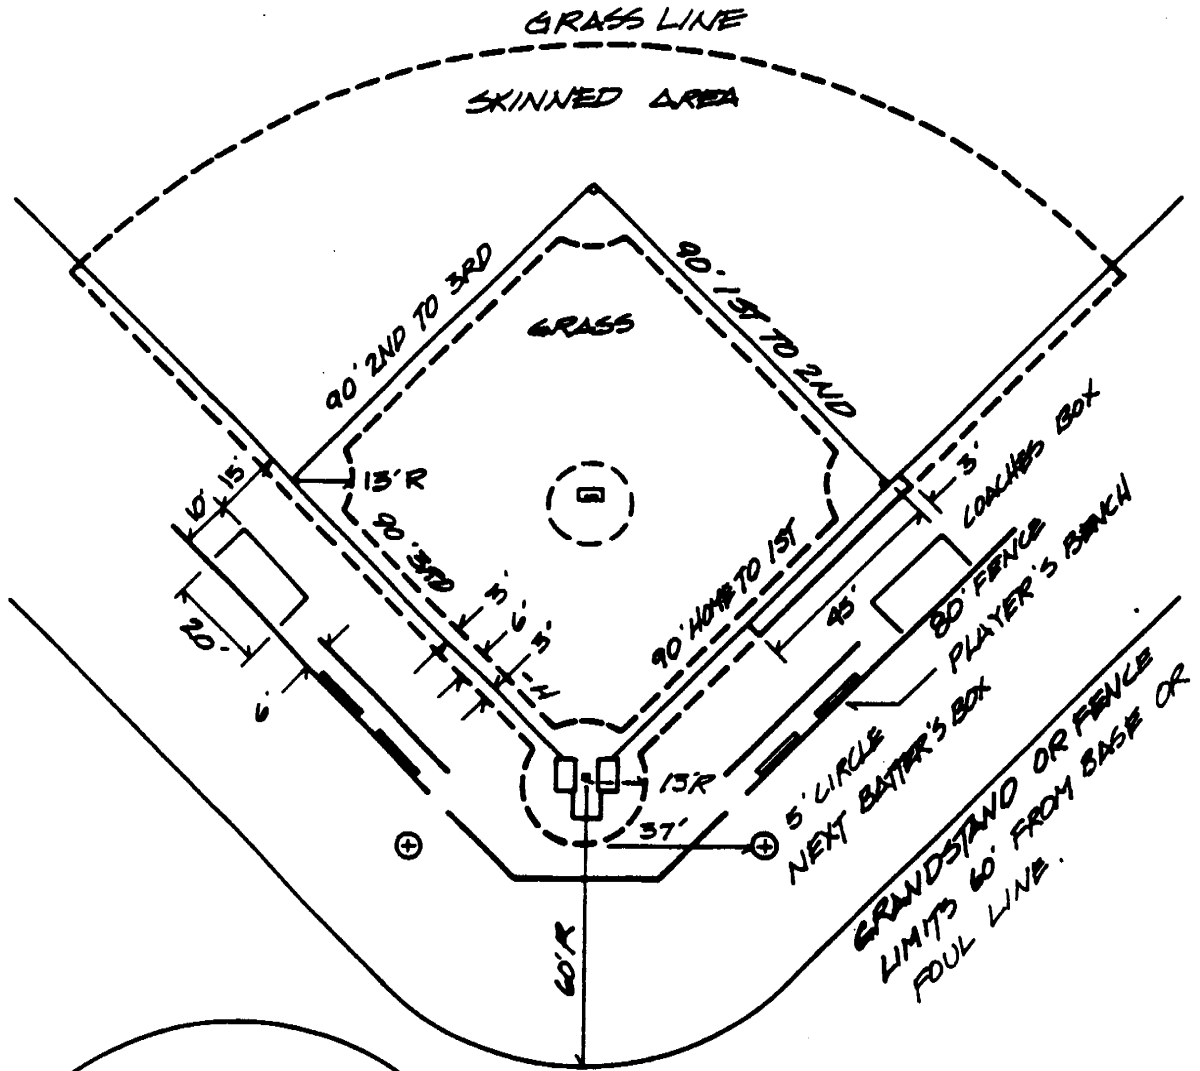 GRASS LINE
SKINNED AREA
90' 2ND TO 3RD
90' 1ST TO 2ND
GRASS
13' R
10'
15'
3'
COACHES BOX
90' 3RD
90' HOME TO 1ST
3'
6'
3'
- H
20'
6'
45'
80' FENCE
PLAYER'S BENCH
13'R
37'
5' CIRCLE
NEXT BATTER'S BOX
60'R
GRANDSTAND OR FENCE
LIMITS 60' FROM BASE OR
FOUL LINE.